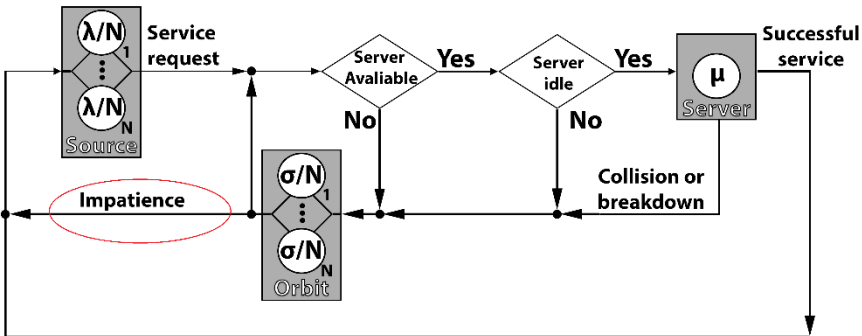 λ/N
1
λ/N
N
Source
Service
request
Server
Avaliable
Yes
No
Server
idle
Yes
No
μ
Server
Successful
service
Collision or
breakdown
σ/N
1
σ/N
N
Orbit
Impatience